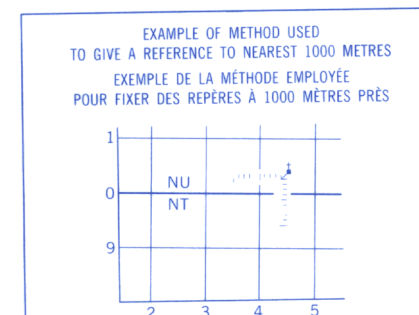 EXAMPLE OF METHOD USED
TO GIVE A REFERENCE TO NEAREST 1000 METRES
EXEMPLE DE LA MÉTHODE EMPLOYÉE
POUR FIXER DES REPÈRES À 1000 MÈTRES PRÈS
1
NU
0
NT
9
2 3 4 5